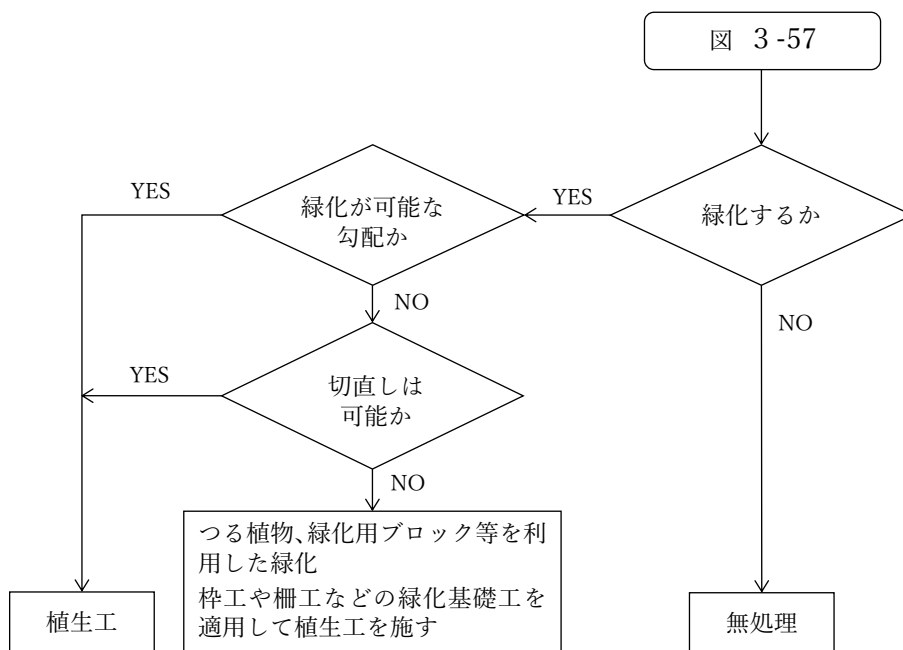 図 3-57
緑化するか
YES
NO
緑化が可能な
勾配か
YES
NO
切直しは
可能か
YES
NO
つる植物、緑化用ブロック等を利
用した緑化
枠工や柵工などの緑化基礎工を
適用して植生工を施す
植生工
無処理